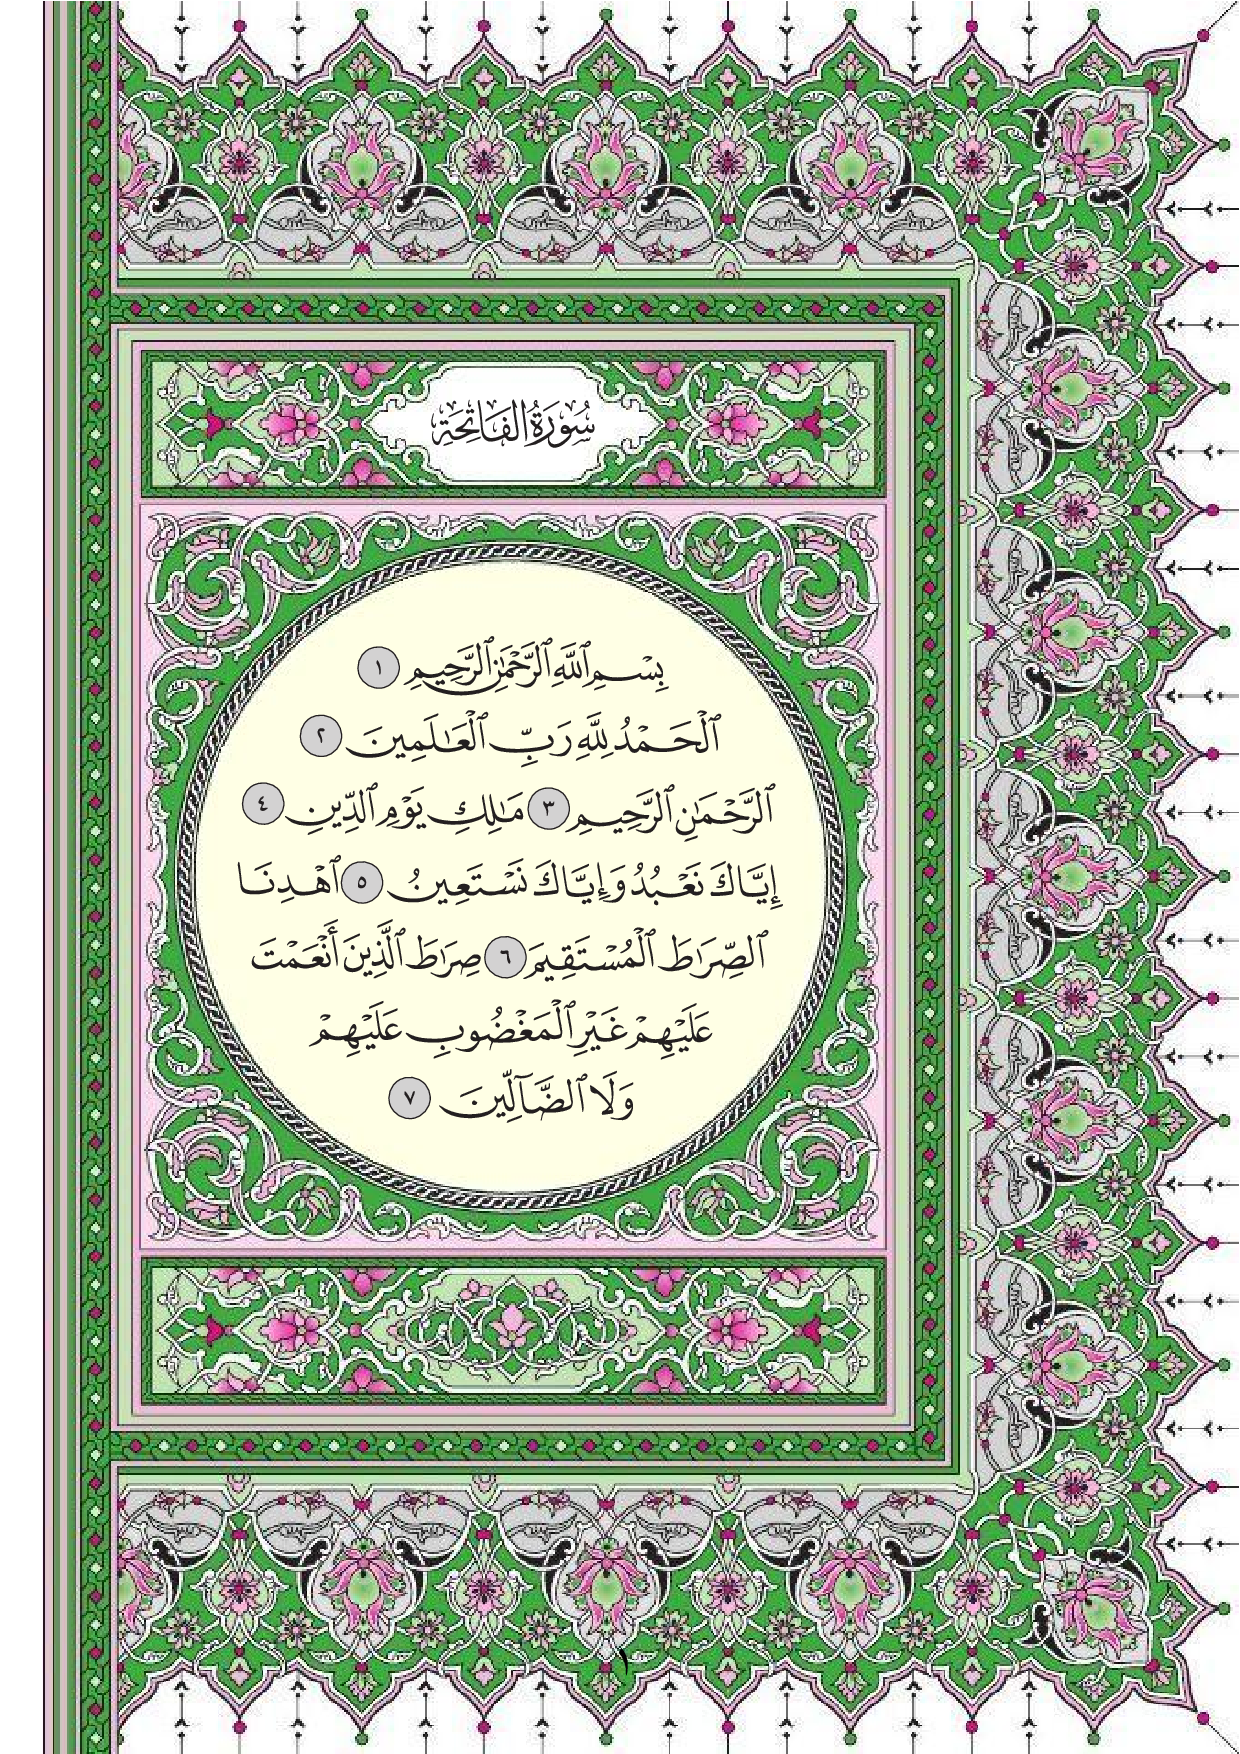 سُورَةُ الفَاتِحَةِ
بِسْمِ ٱللَّهِ ٱلرَّحْمَٰنِ ٱلرَّحِيمِ ١
ٱلْحَمْدُ لِلَّهِ رَبِّ ٱلْعَـٰلَمِينَ ٢
ٱلرَّحْمَـٰنِ ٱلرَّحِيمِ ٣ مَـٰلِكِ يَوْمِ ٱلدِّينِ ٤
إِيَّاكَ نَعْبُدُ وَإِيَّاكَ نَسْتَعِينُ ٥ ٱهْدِنَا
ٱلصِّرَٰطَ ٱلْمُسْتَقِيمَ ٦ صِرَٰطَ ٱلَّذِينَ أَنْعَمْتَ
عَلَيْهِمْ غَيْرِ ٱلْمَغْضُوبِ عَلَيْهِمْ
وَلَا ٱلضَّآلِّينَ ٧
١